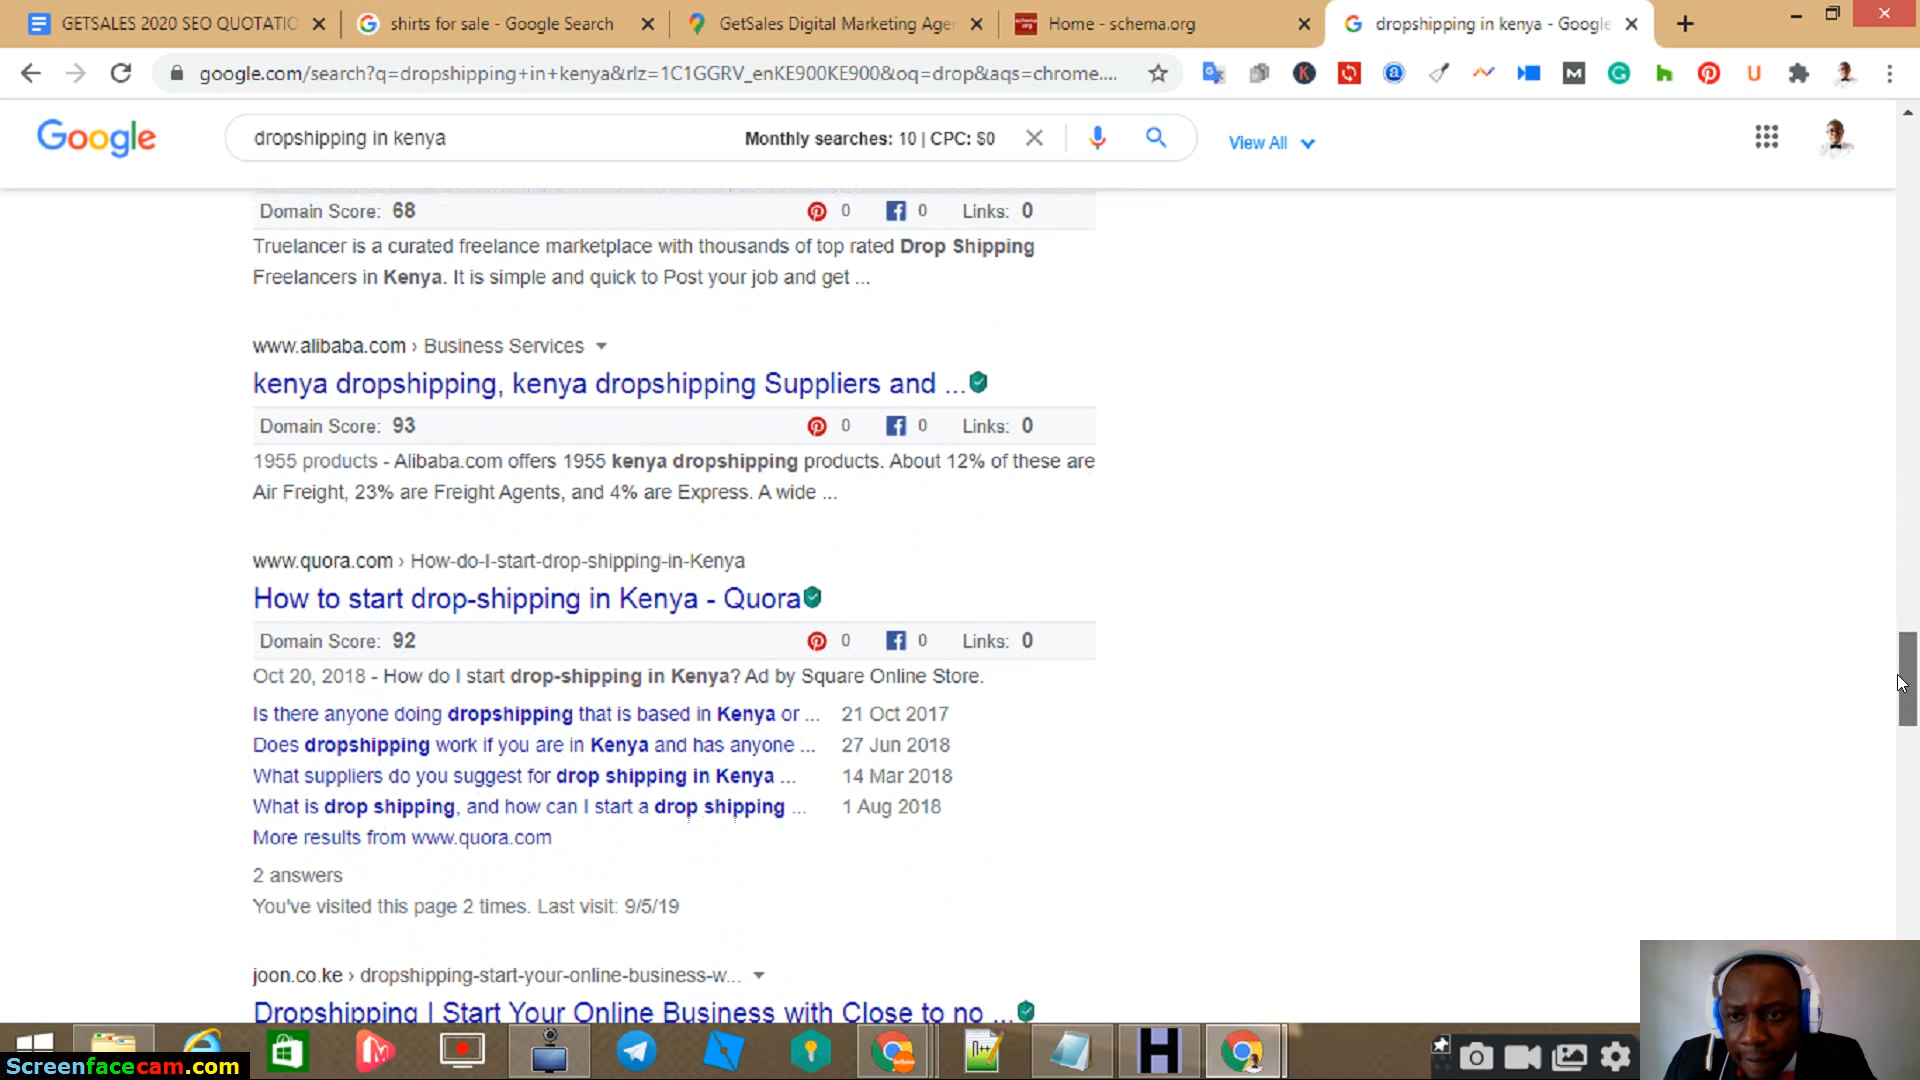 GETSALES 2020 SEO QUOTATIO
shirts for sale - Google Search
GetSales Digital Marketing Agen
Home - schema.org
dropshipping in kenya - Google
google.com/search?q=dropshipping+in+kenya&rlz=1C1GGRV_enKE900KE900&oq=drop&aqs=chrome....
Google
dropshipping in kenya
Monthly searches: 10 | CPC: $0
View All
Domain Score: 68
0 0 Links: 0
Truelancer is a curated freelance marketplace with thousands of top rated Drop Shipping
Freelancers in Kenya. It is simple and quick to Post your job and get ...
www.alibaba.com › Business Services
kenya dropshipping, kenya dropshipping Suppliers and ...
Domain Score: 93
0 0 Links: 0
1955 products - Alibaba.com offers 1955 kenya dropshipping products. About 12% of these are
Air Freight, 23% are Freight Agents, and 4% are Express. A wide ...
www.quora.com › How-do-I-start-drop-shipping-in-Kenya
How to start drop-shipping in Kenya - Quora
Domain Score: 92
0 0 Links: 0
Oct 20, 2018 - How do I start drop-shipping in Kenya? Ad by Square Online Store.
Is there anyone doing dropshipping that is based in Kenya or ... 21 Oct 2017
Does dropshipping work if you are in Kenya and has anyone ... 27 Jun 2018
What suppliers do you suggest for drop shipping in Kenya ... 14 Mar 2018
What is drop shipping, and how can I start a drop shipping ... 1 Aug 2018
More results from www.quora.com
2 answers
You've visited this page 2 times. Last visit: 9/5/19
joon.co.ke › dropshipping-start-your-online-business-w...
Dropshipping | Start Your Online Business with Close to no ...
Screenfacecam.com